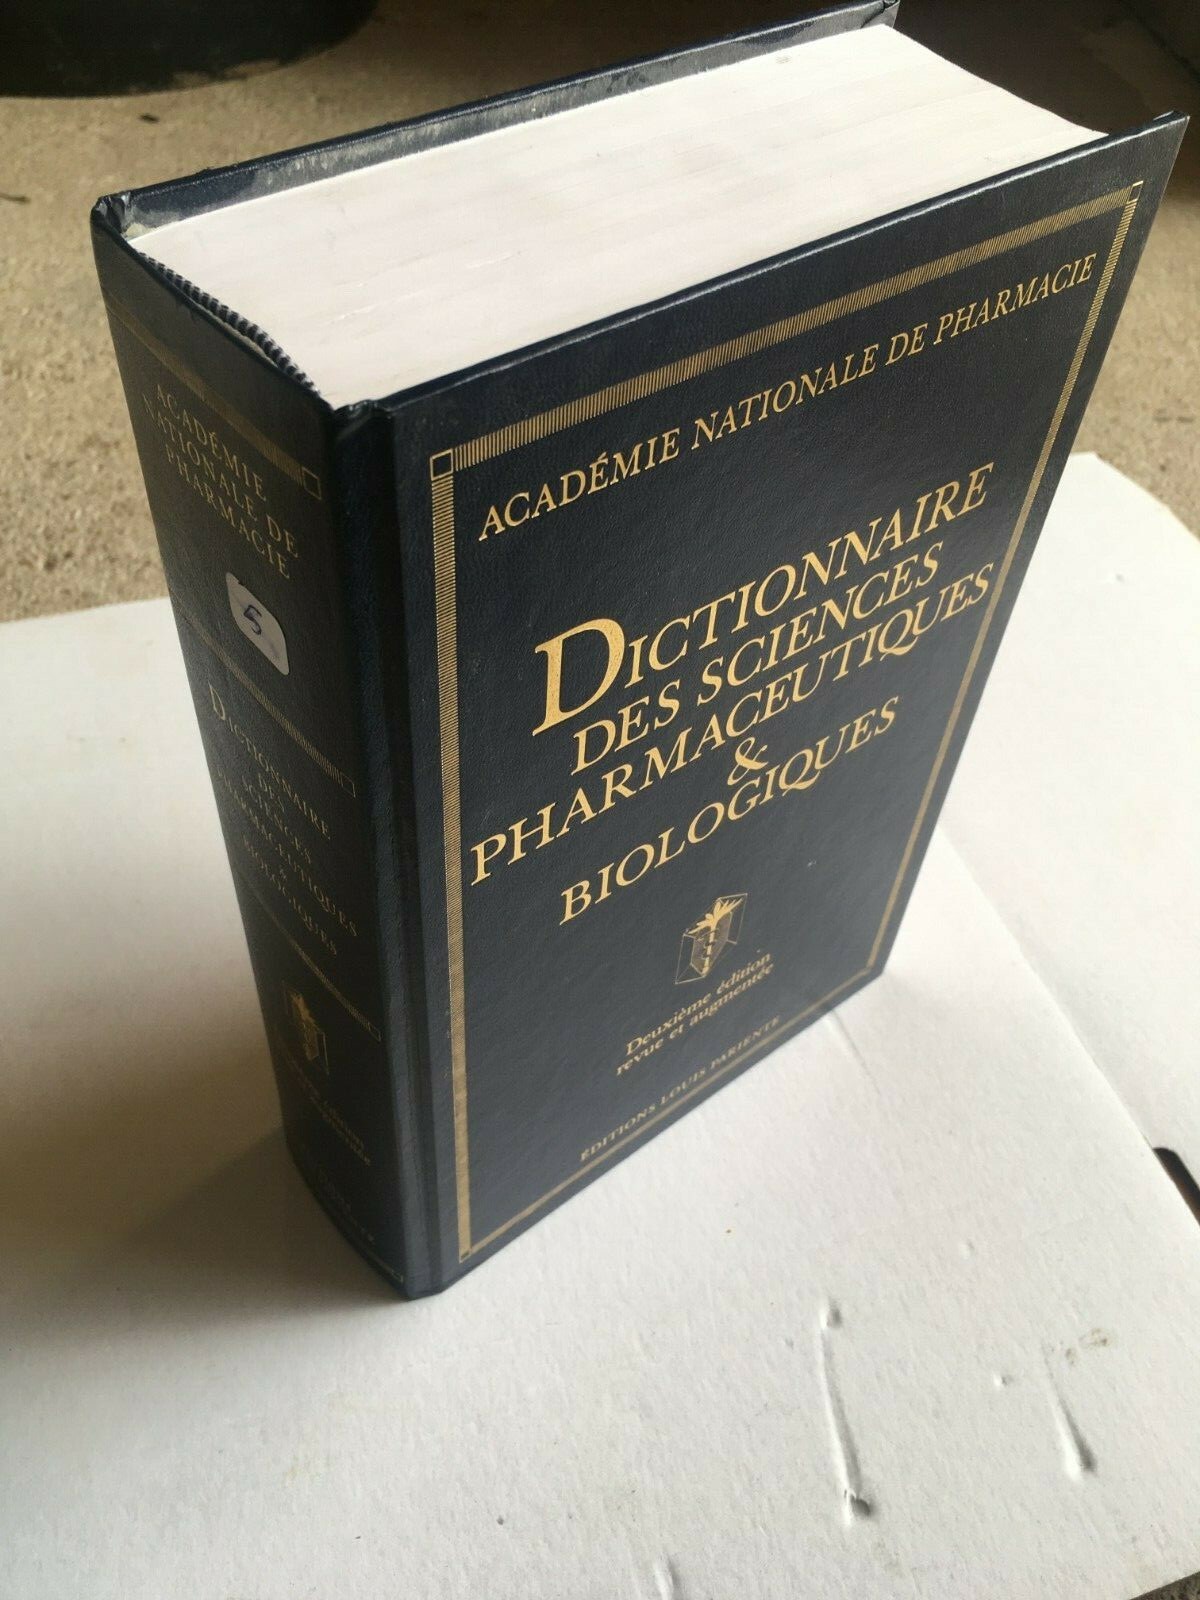 ACADÉMIE NATIONALE DE PHARMACIE
DICTIONNAIRE
DES SCIENCES
PHARMACEUTIQUES
&
BIOLOGIQUES
Deuxième édition
revue et augmentée
ÉDITIONS LOUIS PARIENTE
ACADÉMIE
NATIONALE DE
PHARMACIE
5
DICTIONNAIRE
DES
SCIENCES
PHARMACEUTIQUES
&
BIOLOGIQUES